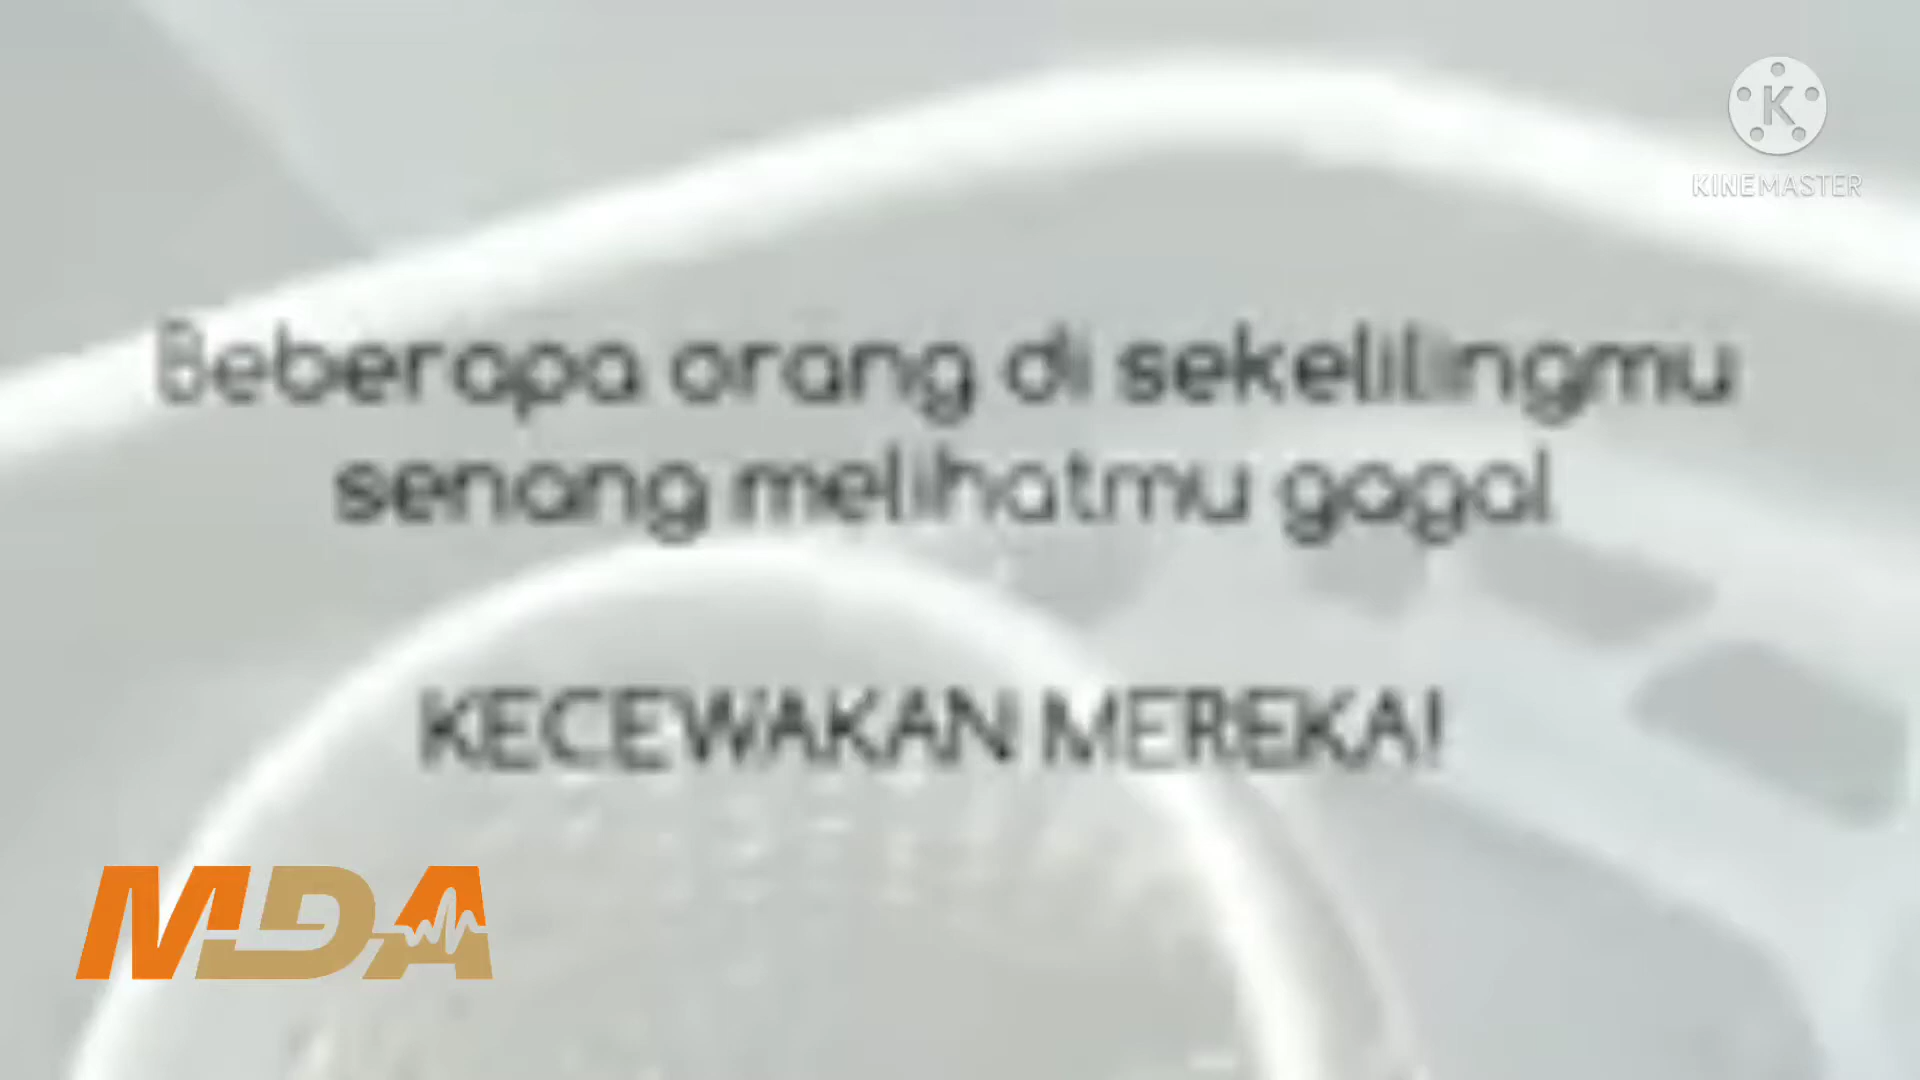 K
KINEMASTER
Beberapa orang di sekelilingmu
senang melihatmu gagal
KECEWAKAN MEREKA!
MDA